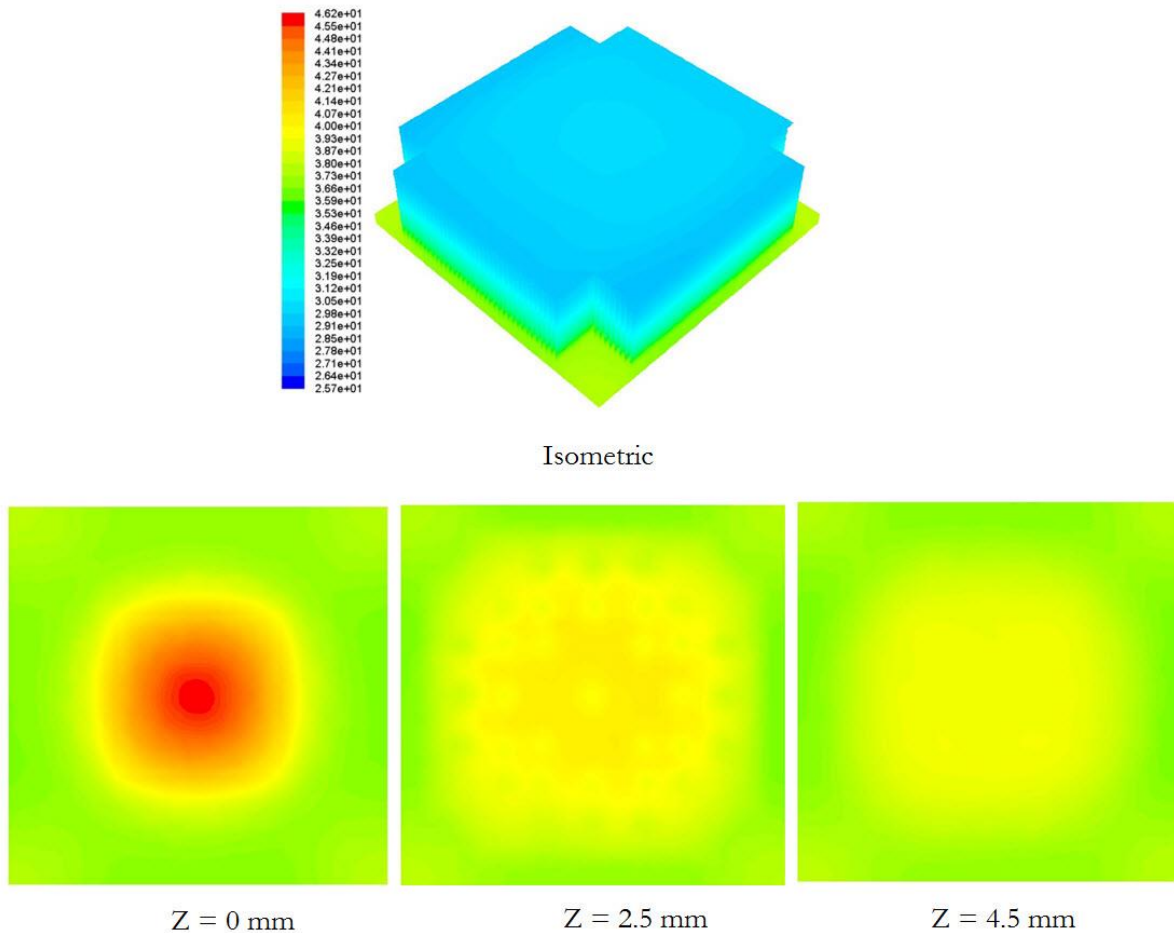 4.62e+01
4.55e+01
4.48e+01
4.41e+01
4.34e+01
4.27e+01
4.21e+01
4.14e+01
4.07e+01
4.00e+01
3.93e+01
3.87e+01
3.80e+01
3.73e+01
3.66e+01
3.59e+01
3.53e+01
3.46e+01
3.39e+01
3.32e+01
3.25e+01
3.19e+01
3.12e+01
3.05e+01
2.98e+01
2.91e+01
2.85e+01
2.78e+01
2.71e+01
2.64e+01
2.57e+01
Isometric
Z = 0 mm
Z = 2.5 mm
Z = 4.5 mm